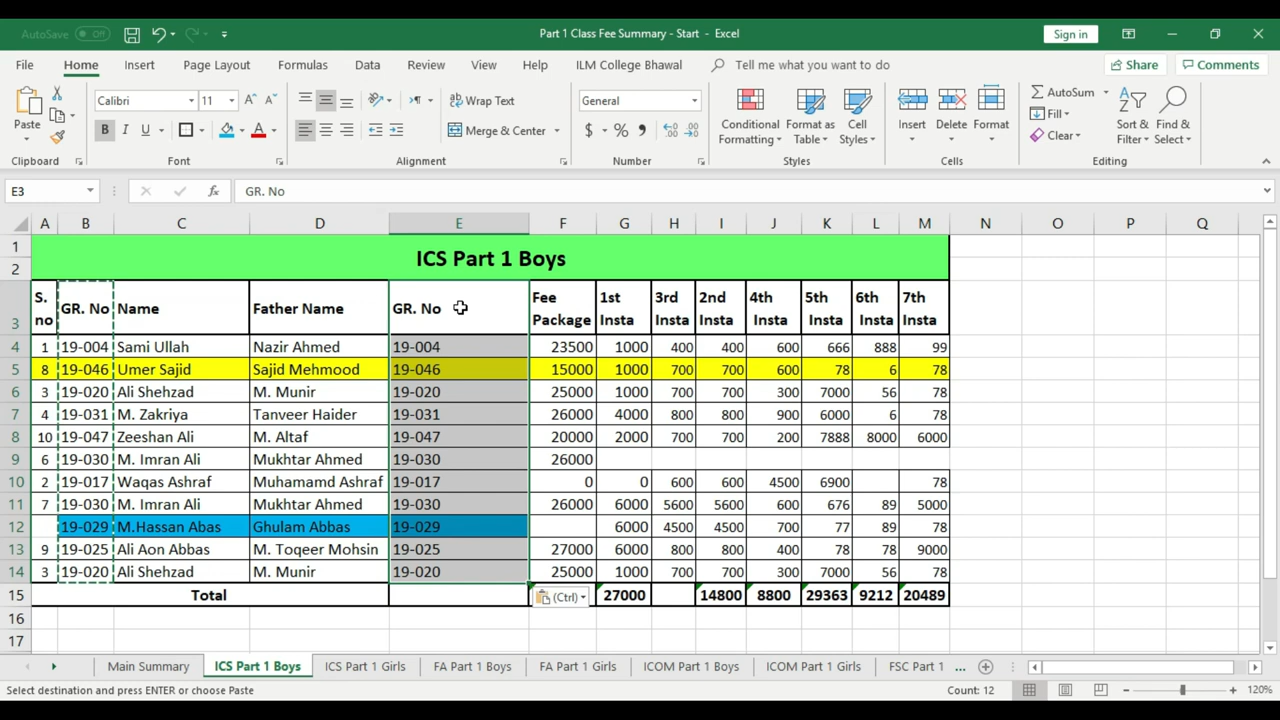 AutoSave Off Part 1 Class Fee Summary - Start - Excel Sign in
File Home Insert Page Layout Formulas Data Review View Help ILM College Bhawal Tell me what you want to do Share Comments
Paste Calibri 11 Wrap Text General Conditional Formatting Format as Table Cell Styles Insert Delete Format AutoSum Sort & Filter Find & Select
B I U A Merge & Center $ % Fill
Clear
Clipboard Font Alignment Number Styles Cells Editing
E3 fx GR. No
A B C D E F G H I J K L M N O P Q
1 ICS Part 1 Boys
2
3 S. no GR. No Name Father Name GR. No Fee Package 1st Insta 3rd Insta 2nd Insta 4th Insta 5th Insta 6th Insta 7th Insta
4 1 19-004 Sami Ullah Nazir Ahmed 19-004 23500 1000 400 400 600 666 888 99
5 8 19-046 Umer Sajid Sajid Mehmood 19-046 15000 1000 700 700 600 78 6 78
6 3 19-020 Ali Shehzad M. Munir 19-020 25000 1000 700 700 300 7000 56 78
7 4 19-031 M. Zakriya Tanveer Haider 19-031 26000 4000 800 800 900 6000 6 78
8 10 19-047 Zeeshan Ali M. Altaf 19-047 20000 2000 700 700 200 7888 8000 6000
9 6 19-030 M. Imran Ali Mukhtar Ahmed 19-030 26000
10 2 19-017 Waqas Ashraf Muhamamd Ashraf 19-017 0 0 600 600 4500 6900 78
11 7 19-030 M. Imran Ali Mukhtar Ahmed 19-030 26000 6000 5600 5600 600 676 89 5000
12 19-029 M.Hassan Abas Ghulam Abbas 19-029 6000 4500 4500 700 77 89 78
13 9 19-025 Ali Aon Abbas M. Toqeer Mohsin 19-025 27000 6000 800 800 400 78 78 9000
14 3 19-020 Ali Shehzad M. Munir 19-020 25000 1000 700 700 300 7000 56 78
15 Total (Ctrl) 27000 14800 8800 29363 9212 20489
16
17
Main Summary ICS Part 1 Boys ICS Part 1 Girls FA Part 1 Boys FA Part 1 Girls ICOM Part 1 Boys ICOM Part 1 Girls FSC Part 1 ...
Select destination and press ENTER or choose Paste Count: 12 120%